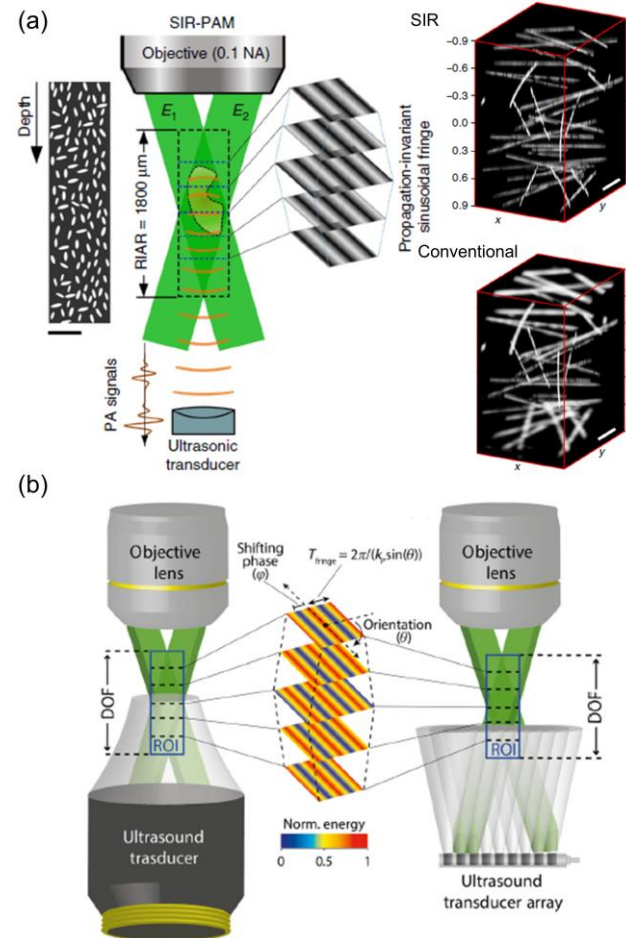 (a)
SIR-PAM
Objective (0.1 NA)
Depth
E1
E2
RIAR = 1800 μm
Propagation-invariant
sinusoidal fringe
PA signals
Ultrasonic
transducer
SIR
−0.9
−0.6
−0.3
0.0
0.3
0.6
0.9
x
y
Conventional
x
y
(b)
Objective
lens
DOF
ROI
Ultrasound
trasducer
Shifting
phase
(φ)
Tfringe = 2π/(kp sin(θ))
Orientation
(θ)
Norm. energy
0
0.5
1
Objective
lens
DOF
ROI
Ultrasound
transducer array